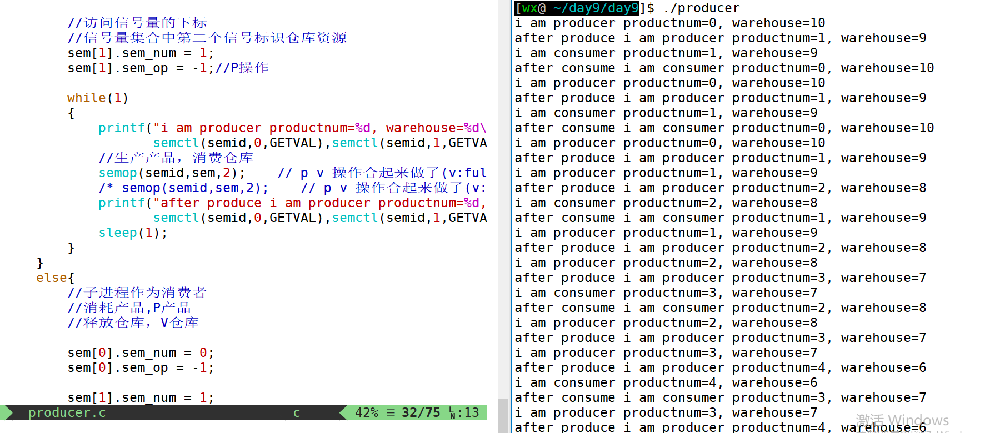 //访问信号量的下标
//信号量集合中第二个信号标识仓库资源
sem[1].sem_num = 1;
sem[1].sem_op = -1;//P操作
while(1)
{
printf("i am producer productnum=%d, warehouse=%d\
semctl(semid,0,GETVAL),semctl(semid,1,GETVA
//生产产品，消费仓库
semop(semid,sem,2);    // p v 操作合起来做了(v:ful
/* semop(semid,sem,2);    // p v 操作合起来做了(v:
printf("after produce i am producer productnum=%d,
semctl(semid,0,GETVAL),semctl(semid,1,GETVA
sleep(1);
}
}
else{
//子进程作为消费者
//消耗产品,P产品
//释放仓库，V仓库
sem[0].sem_num = 0;
sem[0].sem_op = -1;
sem[1].sem_num = 1;
producer.c c 42% ☰ 32/75 LN:13
[wx@ ~/day9/day9]$ ./producer
i am producer productnum=0, warehouse=10
after produce i am producer productnum=1, warehouse=9
i am consumer productnum=1, warehouse=9
after consume i am consumer productnum=0, warehouse=10
i am producer productnum=0, warehouse=10
after produce i am producer productnum=1, warehouse=9
i am consumer productnum=1, warehouse=9
after consume i am consumer productnum=0, warehouse=10
i am producer productnum=0, warehouse=10
after produce i am producer productnum=1, warehouse=9
i am producer productnum=1, warehouse=9
after produce i am producer productnum=2, warehouse=8
i am consumer productnum=2, warehouse=8
after consume i am consumer productnum=1, warehouse=9
i am producer productnum=1, warehouse=9
after produce i am producer productnum=2, warehouse=8
i am producer productnum=2, warehouse=8
after produce i am producer productnum=3, warehouse=7
i am consumer productnum=3, warehouse=7
after consume i am consumer productnum=2, warehouse=8
i am producer productnum=2, warehouse=8
after produce i am producer productnum=3, warehouse=7
i am producer productnum=3, warehouse=7
after produce i am producer productnum=4, warehouse=6
i am consumer productnum=4, warehouse=6
after consume i am consumer productnum=3, warehouse=7
i am producer productnum=3, warehouse=7
after produce i am producer productnum=4, warehouse=6
激活 Windows